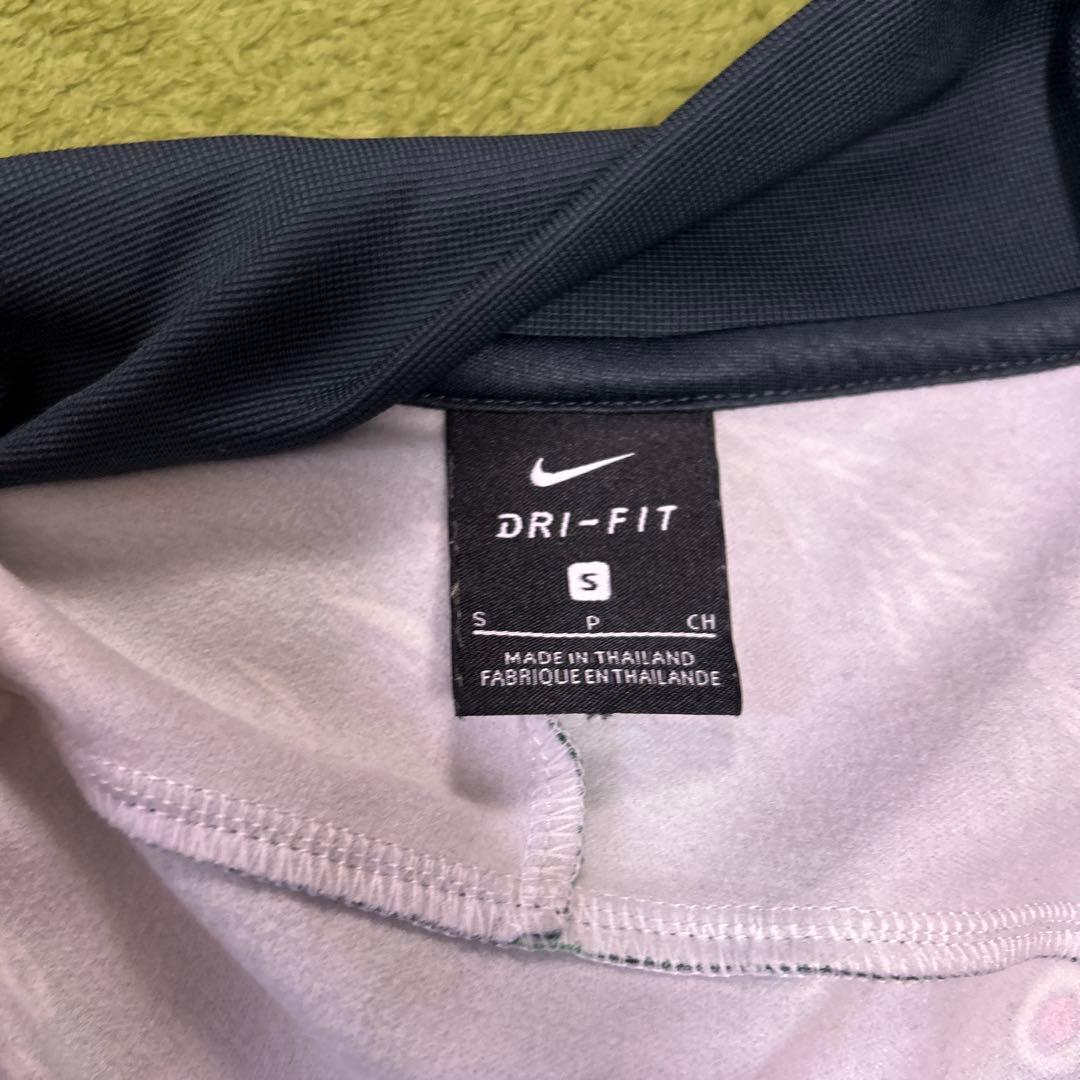 DRI-FIT
S
S P CH
MADE IN THAILAND
FABRIQUE EN THAILANDE